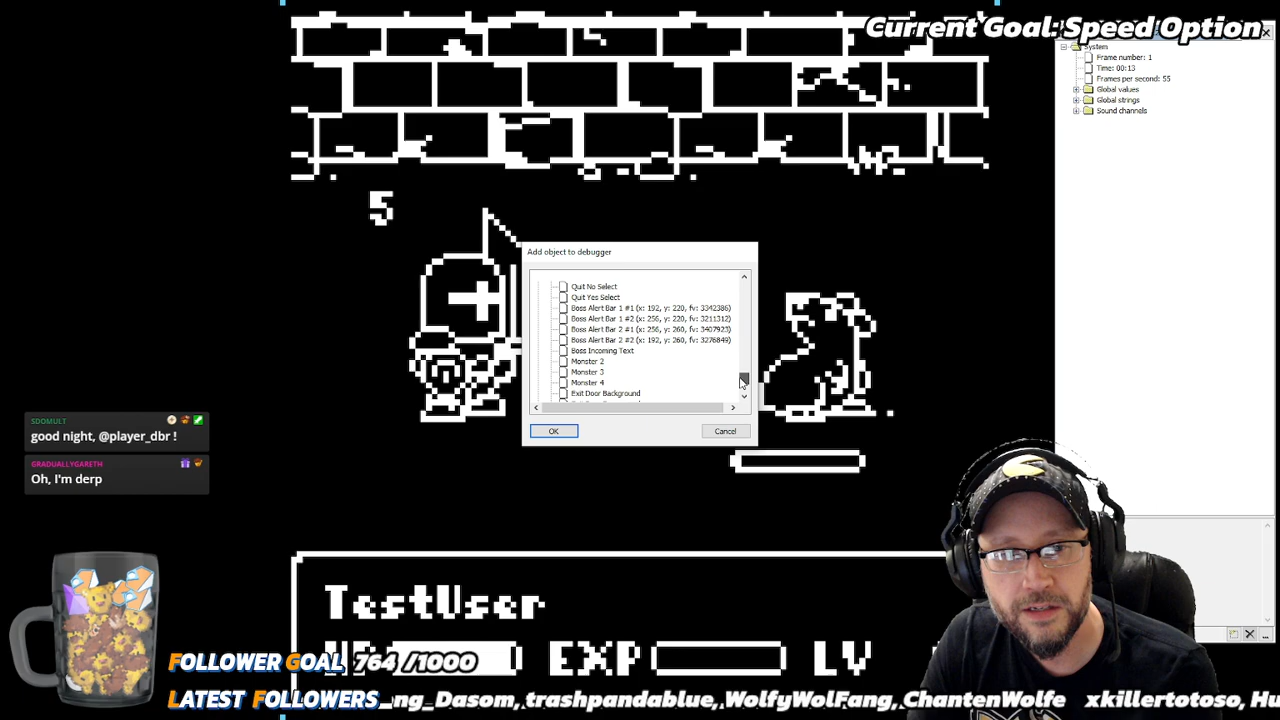 Current Goal: Speed Option
System
Frame number: 1
Time: 00:13
Frames per second: 55
Global values
Global strings
Sound channels
5
Add object to debugger
Quit No Select
Quit Yes Select
Boss Alert Bar 1 #1 (x: 192, y: 220, fv: 3342386)
Boss Alert Bar 1 #2 (x: 256, y: 220, fv: 3211312)
Boss Alert Bar 2 #1 (x: 256, y: 260, fv: 3407923)
Boss Alert Bar 2 #2 (x: 192, y: 260, fv: 3276849)
Boss Incoming Text
Monster 2
Monster 3
Monster 4
Exit Door Background
OK
Cancel
SDOMULT
good night, @player_dbr !
GRADUALLYGARETH
Oh, I'm derp
TestUser
EXP
LV
FOLLOWER GOAL 764 /1000
LATEST FOLLOWERS ng_Dasom, trashpandablue, WolfyWolFang, ChantenWolfe xkillertotoso, Hu